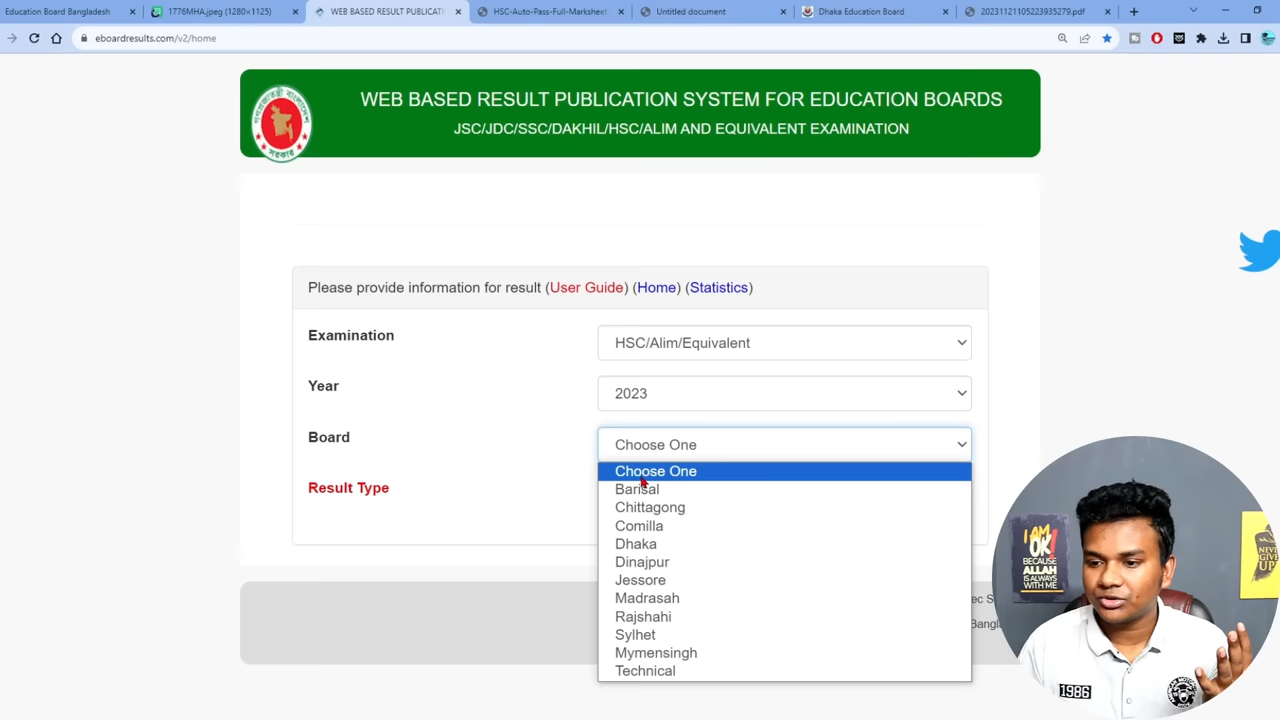 Education Board Bangladesh
1776MHA.jpeg (1280×1125)
WEB BASED RESULT PUBLICATI
HSC-Auto-Pass-Full-Marksheet
Untitled document
Dhaka Education Board
20231121105223935279.pdf
eboardresults.com/v2/home
WEB BASED RESULT PUBLICATION SYSTEM FOR EDUCATION BOARDS
JSC/JDC/SSC/DAKHIL/HSC/ALIM AND EQUIVALENT EXAMINATION
Please provide information for result (User Guide) (Home) (Statistics)
Examination
HSC/Alim/Equivalent
Year
2023
Board
Choose One
Result Type
Choose One
Barisal
Chittagong
Comilla
Dhaka
Dinajpur
Jessore
Madrasah
Rajshahi
Sylhet
Mymensingh
Technical
I AM
OK!
BECAUSE
ALLAH
IS ALWAYS
WITH ME
NEVE
GIVE
UP
1986